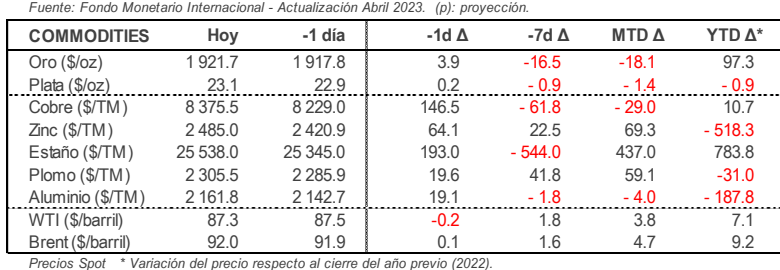 Fuente: Fondo Monetario Internacional - Actualización Abril 2023. (p): proyección.
COMMODITIES Hoy -1 día -1d Δ -7d Δ MTD Δ YTD Δ*
Oro ($/oz) 1 921.7 1 917.8 3.9 -16.5 -18.1 97.3
Plata ($/oz) 23.1 22.9 0.2 - 0.9 - 1.4 - 0.9
Cobre ($/TM) 8 375.5 8 229.0 146.5 - 61.8 - 29.0 10.7
Zinc ($/TM) 2 485.0 2 420.9 64.1 22.5 69.3 - 518.3
Estaño ($/TM) 25 538.0 25 345.0 193.0 - 544.0 437.0 783.8
Plomo ($/TM) 2 305.5 2 285.9 19.6 41.8 59.1 -31.0
Aluminio ($/TM) 2 161.8 2 142.7 19.1 - 1.8 - 4.0 - 187.8
WTI ($/barril) 87.3 87.5 -0.2 1.8 3.8 7.1
Brent ($/barril) 92.0 91.9 0.1 1.6 4.7 9.2
Precios Spot * Variación del precio respecto al cierre del año previo (2022).